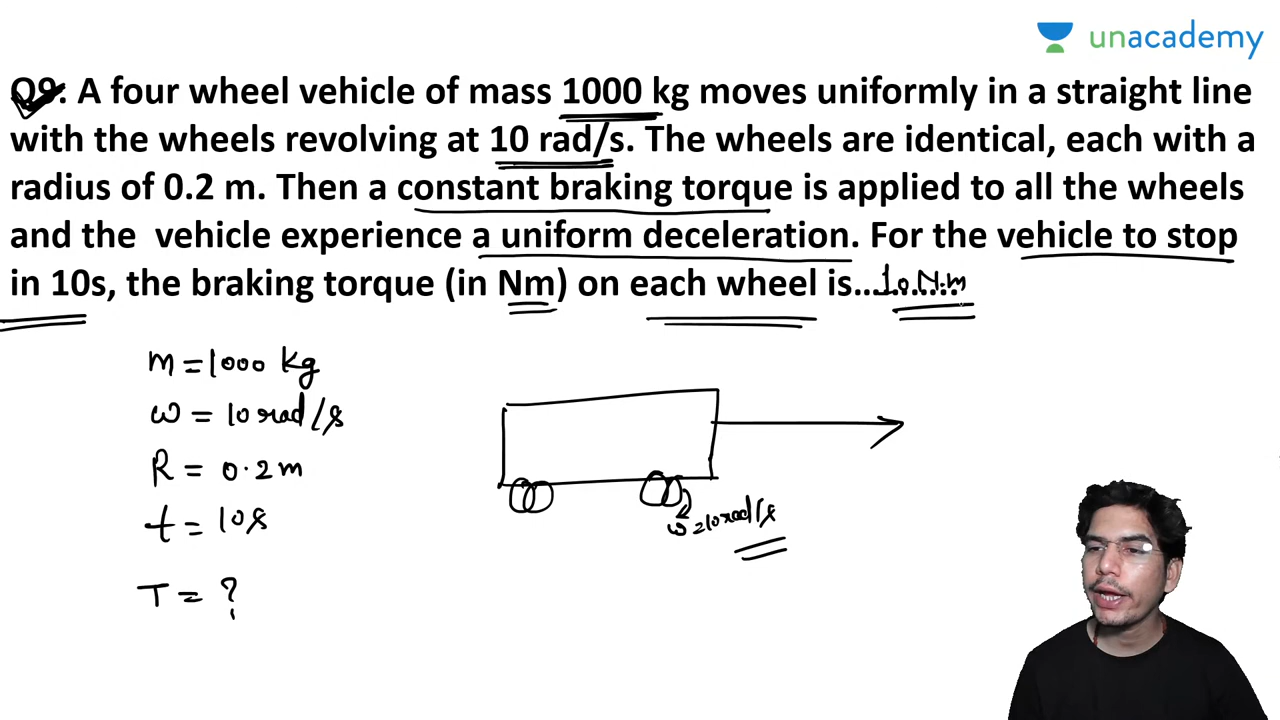 unacademy
Q9. A four wheel vehicle of mass 1000 kg moves uniformly in a straight line
with the wheels revolving at 10 rad/s. The wheels are identical, each with a
radius of 0.2 m. Then a constant braking torque is applied to all the wheels
and the vehicle experience a uniform deceleration. For the vehicle to stop
in 10s, the braking torque (in Nm) on each wheel is...10 N.m
m = 1000 kg
ω = 10 rad/s
R = 0.2 m
t = 10 s
T = ?
ω = 10 rad/s